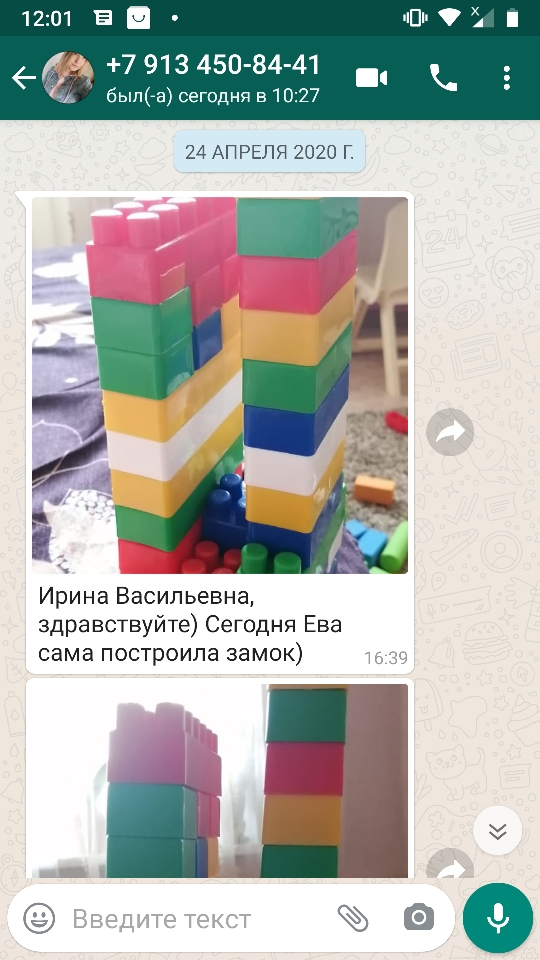 12:01
+7 913 450-84-41
был(-а) сегодня в 10:27
24 АПРЕЛЯ 2020 Г.
Ирина Васильевна,
здравствуйте) Сегодня Ева
сама построила замок)
16:39
Введите текст